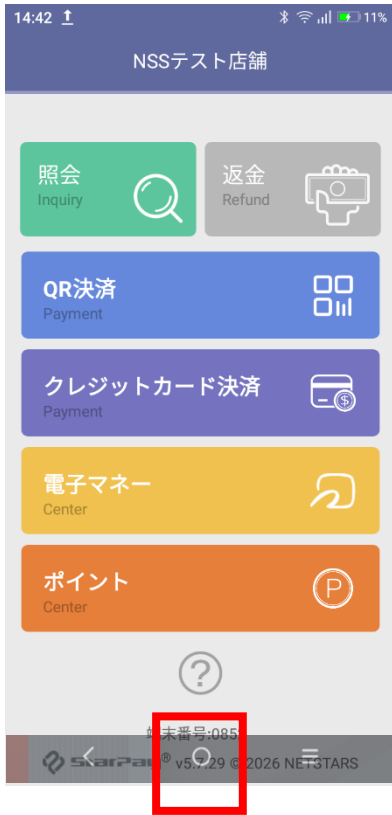 14:42 11%
NSSテスト店舗
照会
Inquiry
返金
Refund
QR決済
Payment
クレジットカード決済
Payment
電子マネー
Center
ポイント
Center
端末番号:085
StarPay® v5.7.29 © 2026 NETSTARS